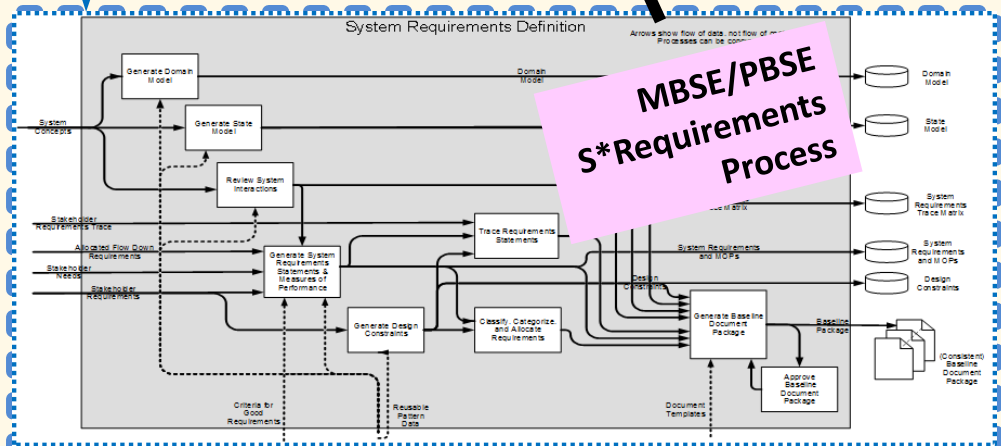 System Requirements Definition
Arrows show flow of data, not flow of
Processes can be
MBSE/PBSE
S*Requirements
Process
Generate Domain
Model
Domain
Model
Domain
Model
System
Concepts
Generate State
Model
State
Model
Review System
Interactions
System
Requirements
Trace Matrix
Matrix
Stakeholder
Requirements Trace
Trace Requirements
Statements
Allocated Flow Down
Requirements
Generate System
Requirements
Statements &
Measures of
Performance
System Requirements
and MOPs
System
Requirements
and MOPs
Stakeholder
Needs
Design
Constraints
Design
Constraints
Stakeholder
Requirements
Generate Design
Constraints
Classify, Categorize,
and Allocate
Requirements
Generate Baseline
Document
Package
Baseline
Package
(Consistent)
Baseline
Document
Package
Approve
Baseline
Document
Package
Criteria for
Good
Requirements
Reusable
Pattern
Data
Document
Templates